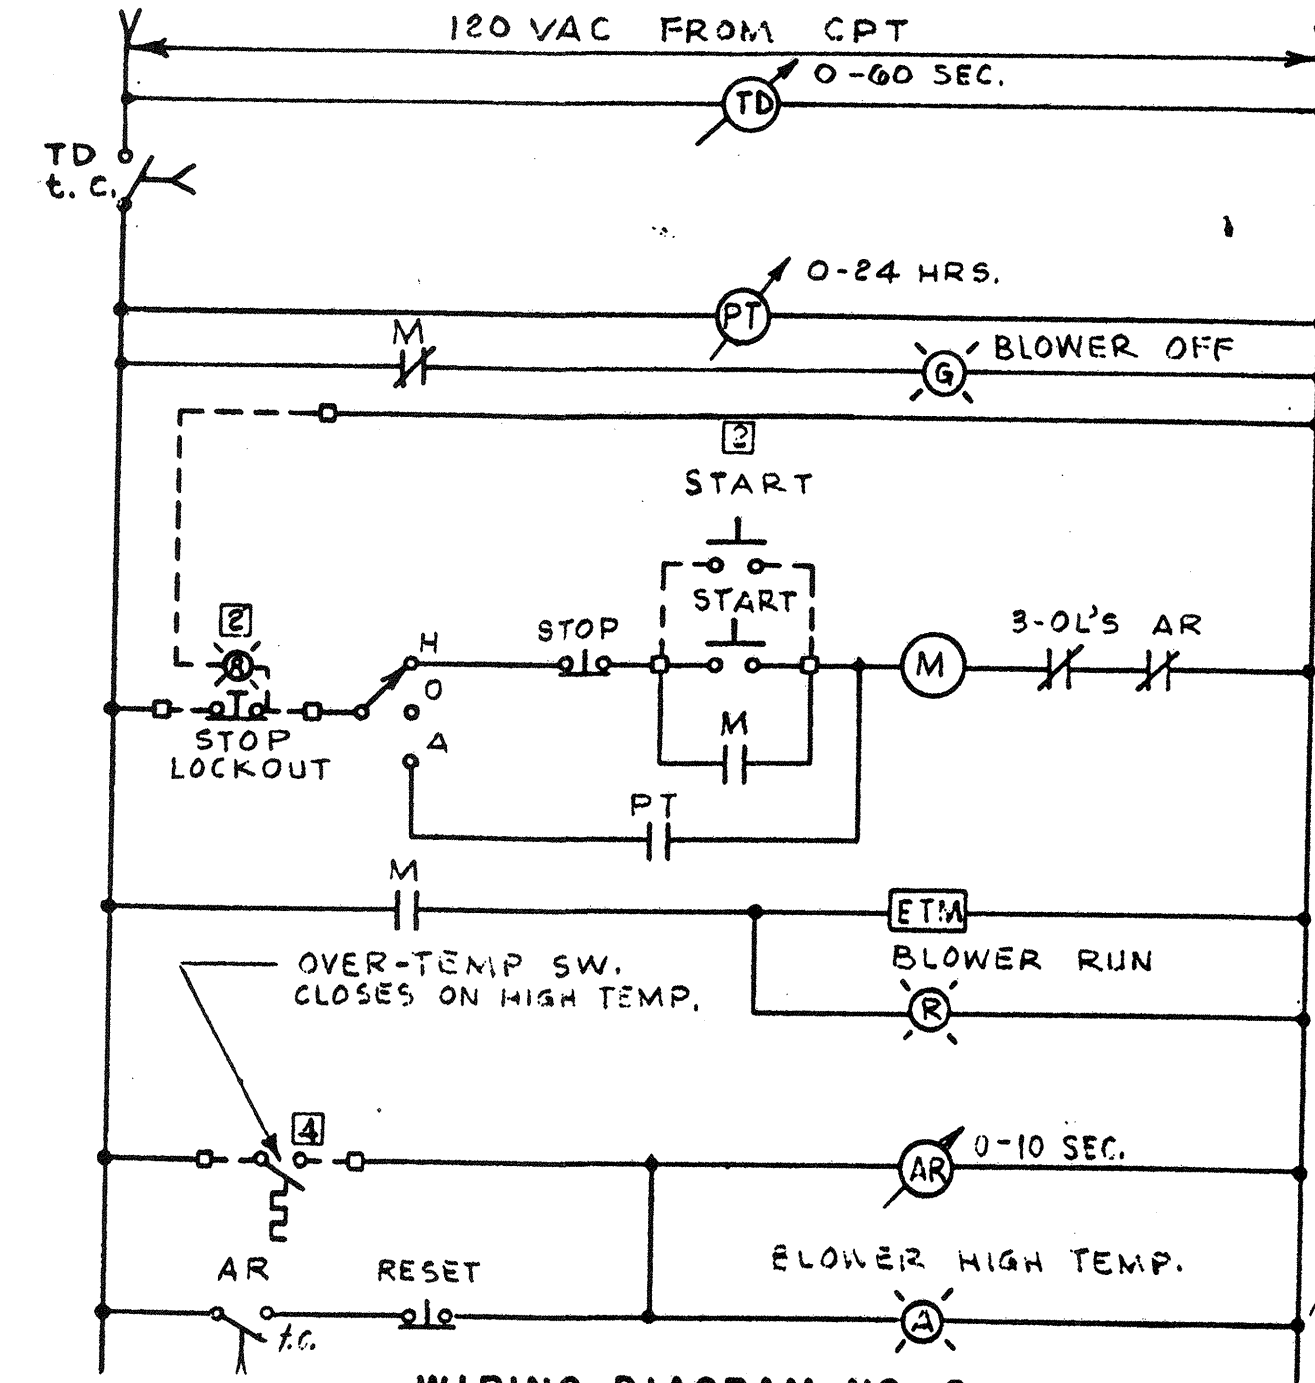 120 VAC FROM CPT
0-60 SEC.
TD
TD
t. C.
0-24 HRS.
PT
M
BLOWER OFF
G
2
START
START
2
STOP
H
3-OL'S AR
A
O
M
STOP
LOCKOUT
A
M
PT
M
ETM
OVER-TEMP SW.
CLOSES ON HIGH TEMP.
BLOWER RUN
R
4
0-10 SEC.
AR
AR
RESET
BLOWER HIGH TEMP.
A
t.c.